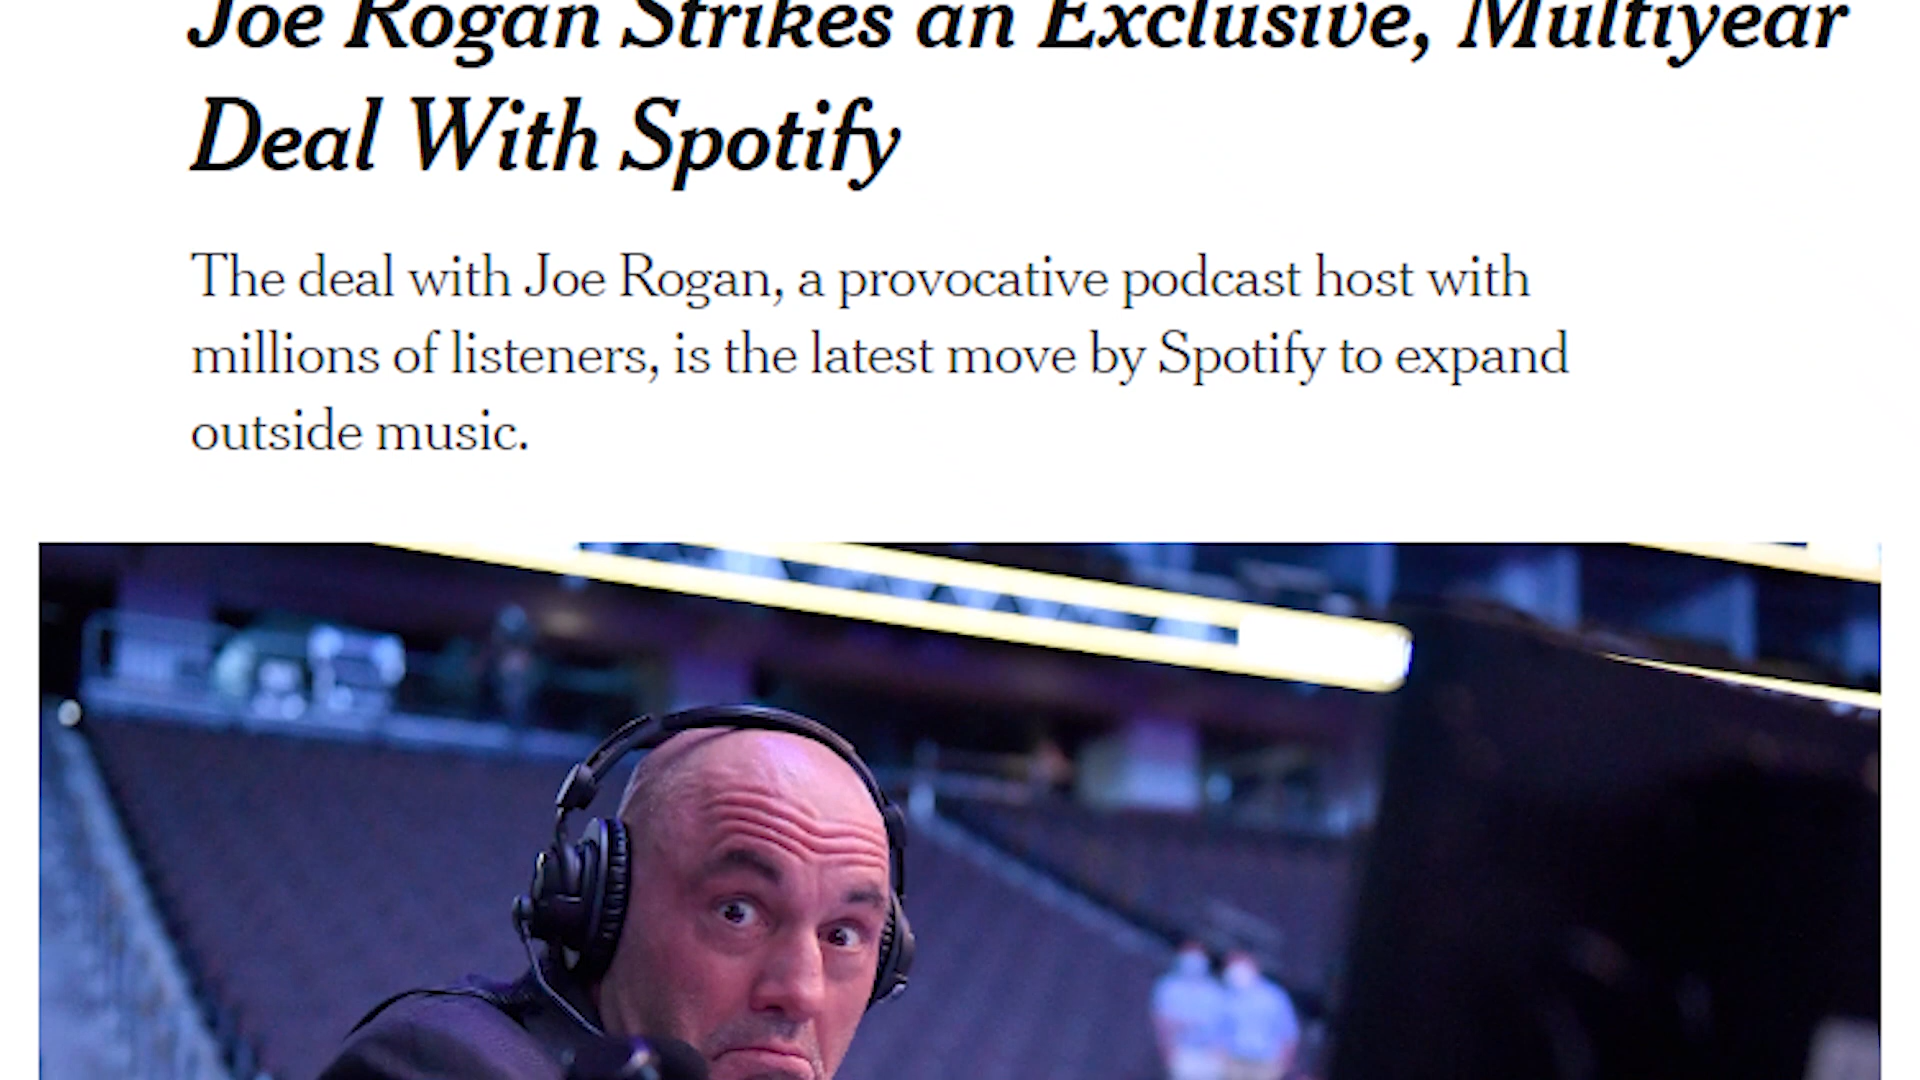 Joe Rogan Strikes an Exclusive, Multiyear
Deal With Spotify
The deal with Joe Rogan, a provocative podcast host with
millions of listeners, is the latest move by Spotify to expand
outside music.